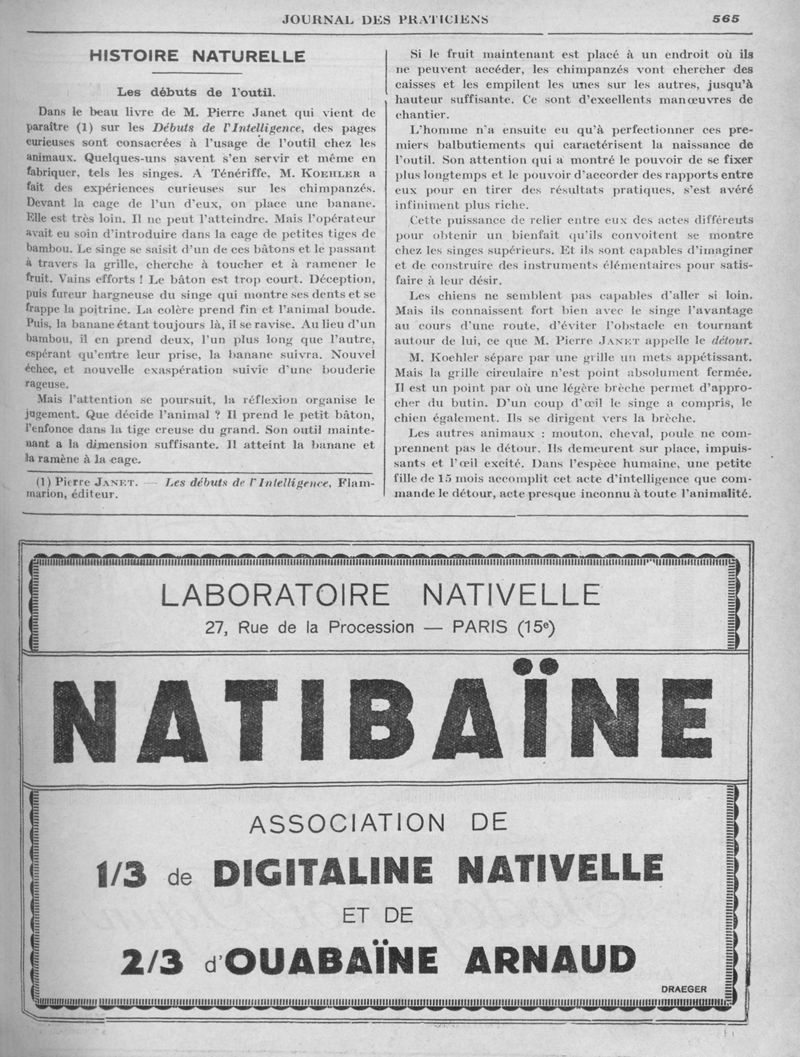 JOURNAL DES PRATICIENS 565
HISTOIRE NATURELLE
Les débuts de l'outil.
Dans le beau livre de M. Pierre Janet qui vient de
paraître (1) sur les Débuts de l'Intelligence, des pages
curieuses sont consacrées à l'usage de l'outil chez les
animaux. Quelques-uns savent s'en servir et même en
fabriquer, tels les singes. A Ténériffe, M. KOEHLER a
fait des expériences curieuses sur les chimpanzés.
Devant la cage de l'un d'eux, on place une banane.
Elle est très loin. Il ne peut l'atteindre. Mais l'opérateur
avait eu soin d'introduire dans la cage de petites tiges de
bambou. Le singe se saisit d'un de ces bâtons et le passant
à travers la grille, cherche à toucher et à ramener le
fruit. Vains efforts ! Le bâton est trop court. Déception,
puis fureur hargneuse du singe qui montre ses dents et se
frappe la poitrine. La colère prend fin et l'animal boude.
Puis, la banane étant toujours là, il se ravise. Au lieu d'un
bambou, il en prend deux, l'un plus long que l'autre,
espérant qu'entre leur prise, la banane suivra. Nouvel
échec, et nouvelle exaspération suivie d'une bouderie
rageuse.
Mais l'attention se poursuit, la réflexion organise le
jugement. Que décide l'animal ? Il prend le petit bâton,
l'enfonce dans la tige creuse du grand. Son outil mainte-
nant a la dimension suffisante. Il atteint la banane et
la ramène à la cage.
(1) Pierre JANET. — Les débuts de l'Intelligence, Flam-
marion, éditeur.
Si le fruit maintenant est placé à un endroit où ils
ne peuvent accéder, les chimpanzés vont chercher des
caisses et les empilent les unes sur les autres, jusqu'à
hauteur suffisante. Ce sont d'excellents manœuvres de
chantier.
L'homme n'a ensuite eu qu'à perfectionner ces pre-
miers balbutiements qui caractérisent la naissance de
l'outil. Son attention qui a montré le pouvoir de se fixer
plus longtemps et le pouvoir d'accorder des rapports entre
eux pour en tirer des résultats pratiques, s'est avéré
infiniment plus riche.
Cette puissance de relier entre eux des actes différents
pour obtenir un bienfait qu'ils convoitent se montre
chez les singes supérieurs. Et ils sont capables d'imaginer
et de construire des instruments élémentaires pour satis-
faire à leur désir.
Les chiens ne semblent pas capables d'aller si loin.
Mais ils connaissent fort bien avec le singe l'avantage
au cours d'une route, d'éviter l'obstacle en tournant
autour de lui, ce que M. Pierre JANET appelle le détour.
M. Koehler sépare par une grille un mets appétissant.
Mais la grille circulaire n'est point absolument fermée.
Il est un point par où une légère brèche permet d'appro-
cher du butin. D'un coup d'œil le singe a compris, le
chien également. Ils se dirigent vers la brèche.
Les autres animaux : mouton, cheval, poule ne com-
prennent pas le détour. Ils demeurent sur place, impuis-
sants et l'œil excité. Dans l'espèce humaine, une petite
fille de 15 mois accomplit cet acte d'intelligence que com-
mande le détour, acte presque inconnu à toute l'animalité.
LABORATOIRE NATIVELLE
27, Rue de la Procession — PARIS (15e)
NATIBAÏNE
ASSOCIATION DE
1/3 de DIGITALINE NATIVELLE
ET DE
2/3 d'OUABAÏNE ARNAUD
DRAEGER